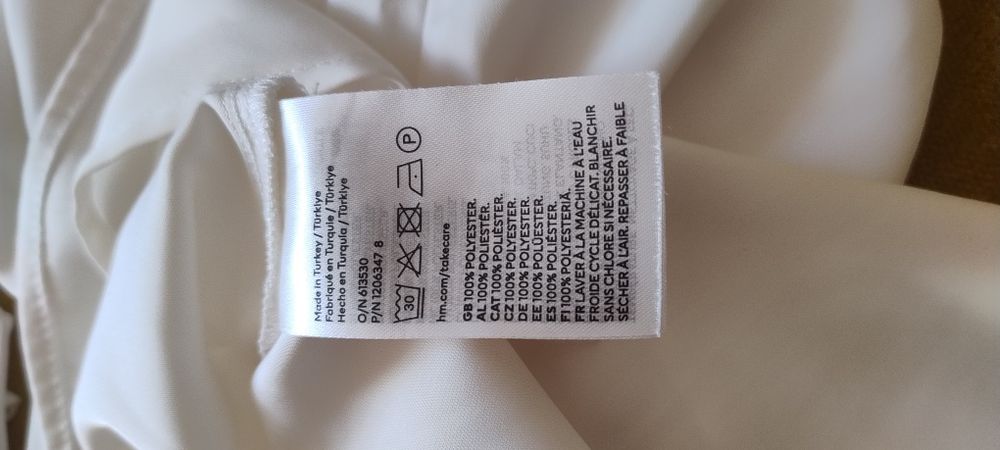 Made in Turkey / Türkiye
Fabriqué en Turquie / Türkiye
Hecho en Turquía / Türkiye
O/N 613530
P/N 1206347 8
30
P
hm.com/takecare
GB 100% POLYESTER.
AL 100% POLIESTËR.
CAT 100% POLIÈSTER.
CZ 100% POLYESTER.
DE 100% POLYESTER.
EE 100% POLÜESTER.
ES 100% POLIÉSTER.
FI 100% POLYESTERIÄ.
FR LAVER À LA MACHINE À L'EAU
FROIDE CYCLE DÉLICAT. BLANCHIR
SANS CHLORE SI NÉCESSAIRE.
SÉCHER À L'AIR. REPASSER À FAIBLE